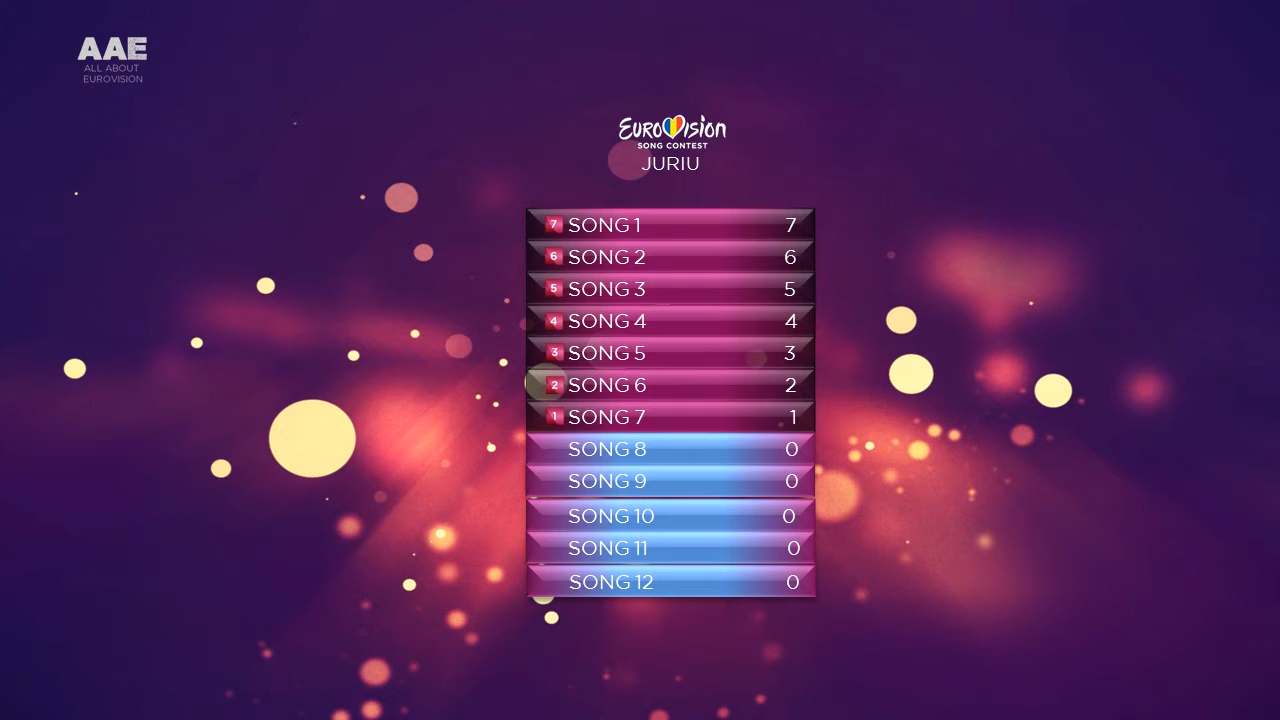 AAE
ALL ABOUT
EUROVISION
EUROVISION
SONG CONTEST
JURIU
7 SONG 1 7
6 SONG 2 6
5 SONG 3 5
4 SONG 4 4
3 SONG 5 3
2 SONG 6 2
1 SONG 7 1
SONG 8 0
SONG 9 0
SONG 10 0
SONG 11 0
SONG 12 0